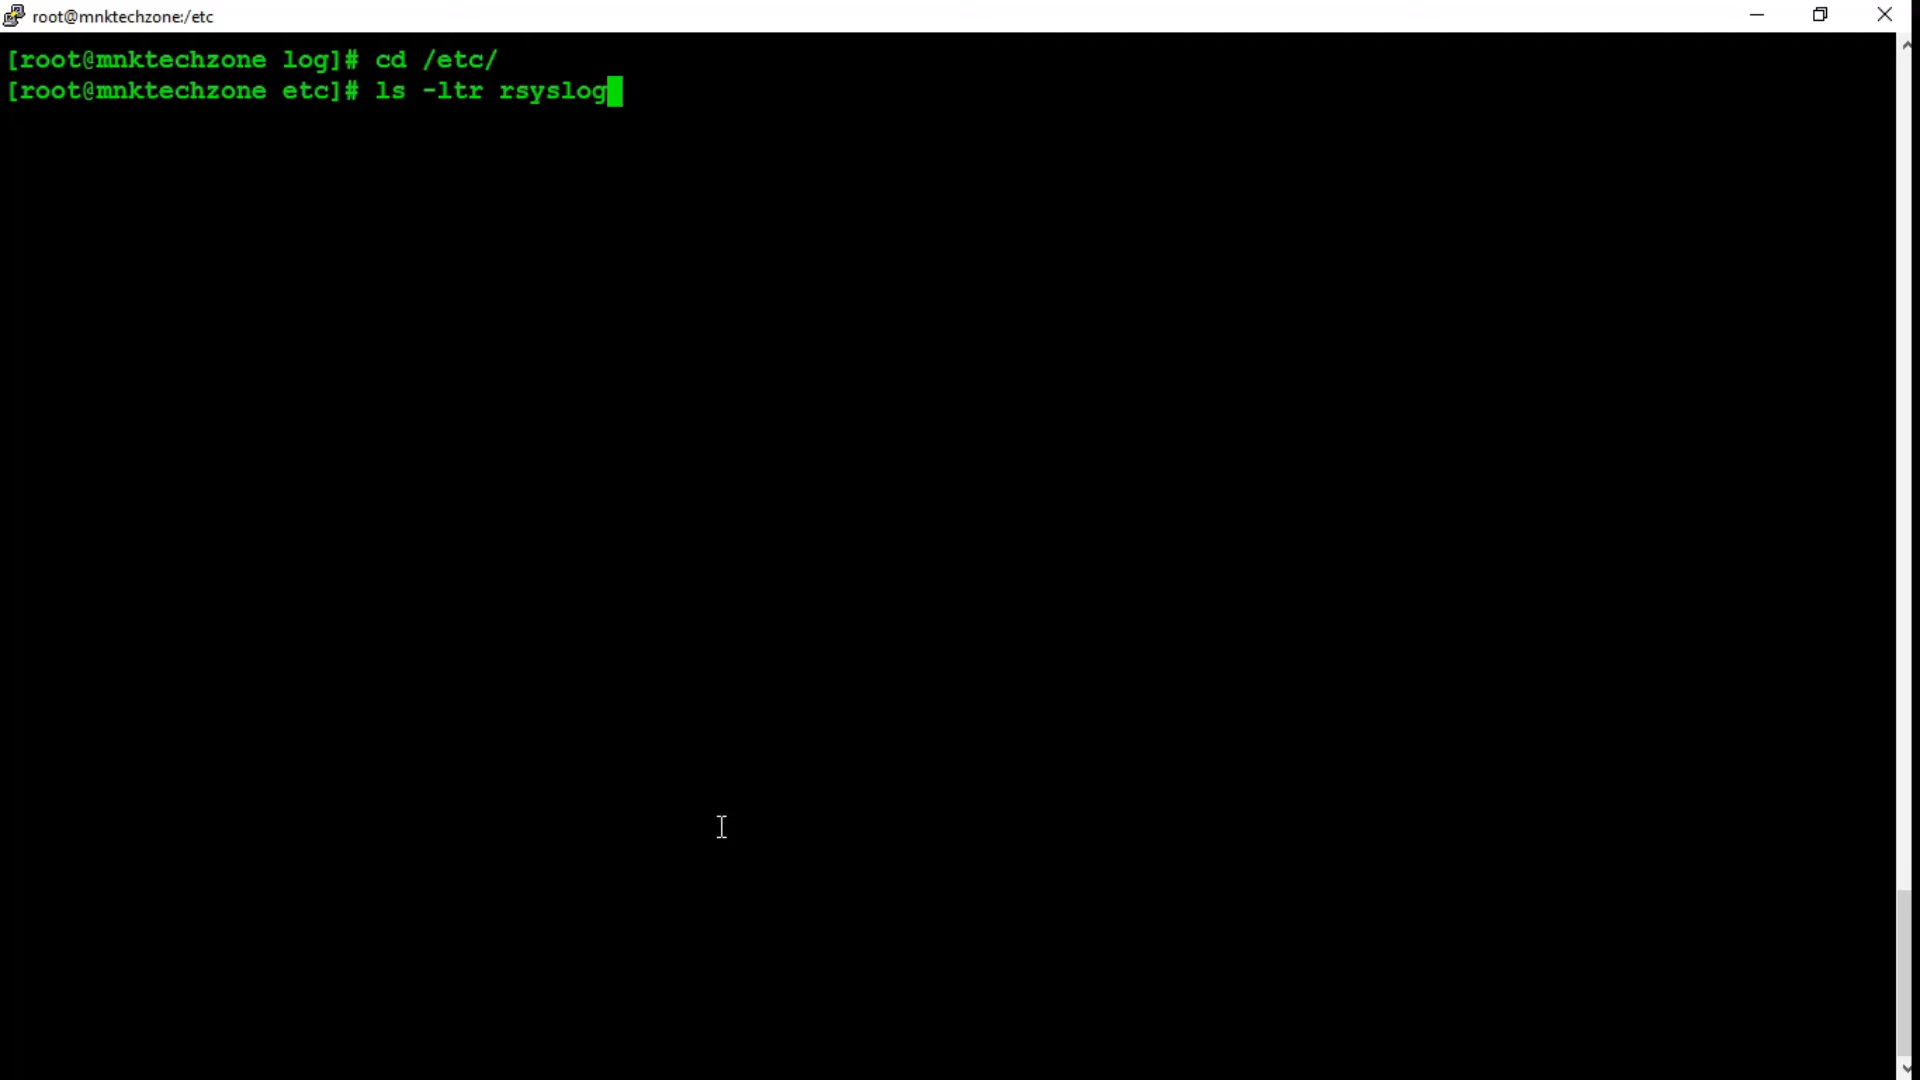 root@mnktechzone:/etc
[root@mnktechzone log]# cd /etc/
[root@mnktechzone etc]# ls -ltr rsyslog